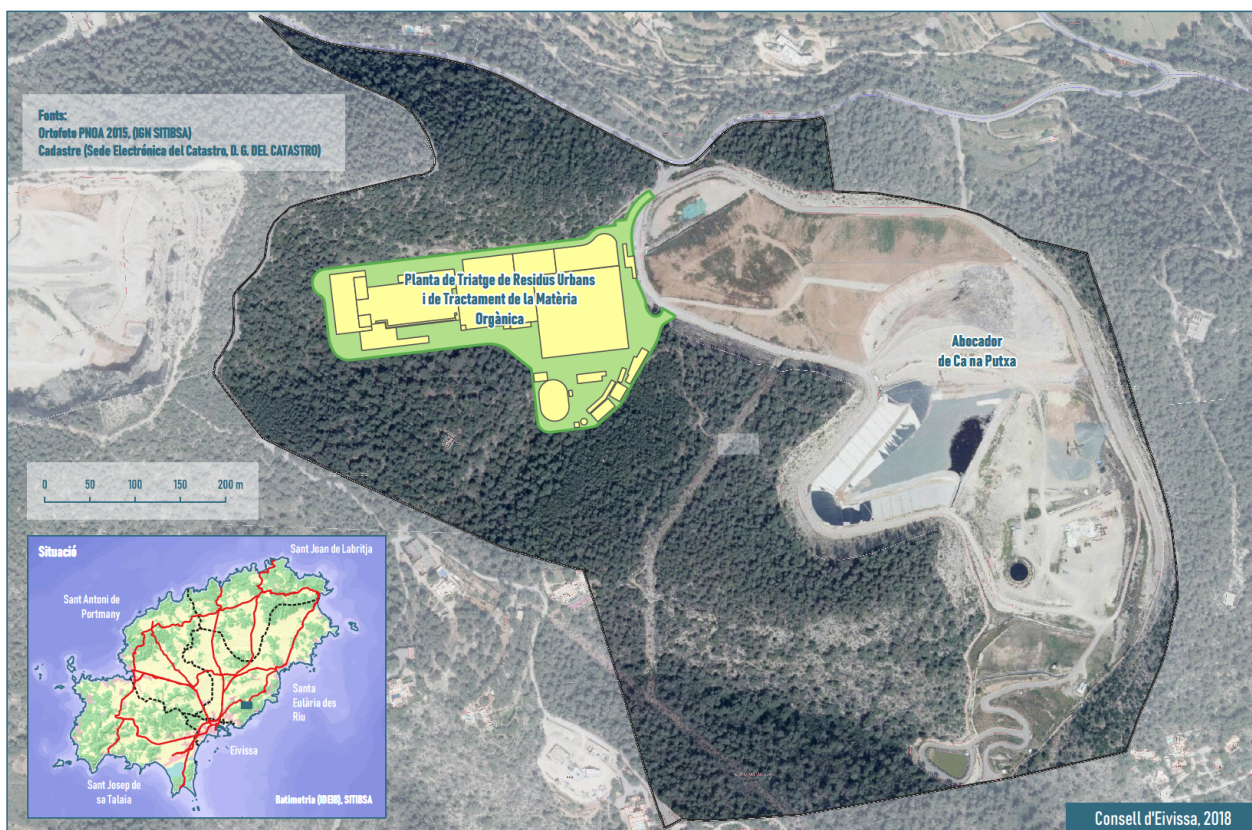 Fonts:
Ortofoto PNOA 2015, (IGN SITIBSA)
Cadastre (Sede Electrónica del Catastro, D. G. DEL CATASTRO)
Planta de Triatge de Residus Urbans
i de Tractament de la Matèria
Orgànica
Abocador
de Ca na Putxa
0 50 100 150 200 m
Situació
Sant Joan de Labritja
Sant Antoni de
Portmany
Santa
Eulària des
Riu
Eivissa
Sant Josep de
sa Talaia
Batimetria (IDEIB), SITIBSA
Consell d'Eivissa, 2018